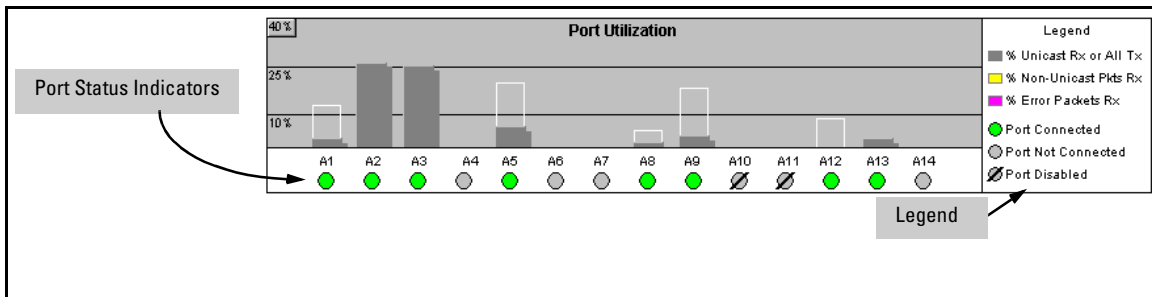 40%
Port Utilization
25%
10%
A1 A2 A3 A4 A5 A6 A7 A8 A9 A10 A11 A12 A13 A14
Legend
% Unicast Rx or All Tx
% Non-Unicast Pkts Rx
% Error Packets Rx
Port Connected
Port Not Connected
Port Disabled
Port Status Indicators
Legend